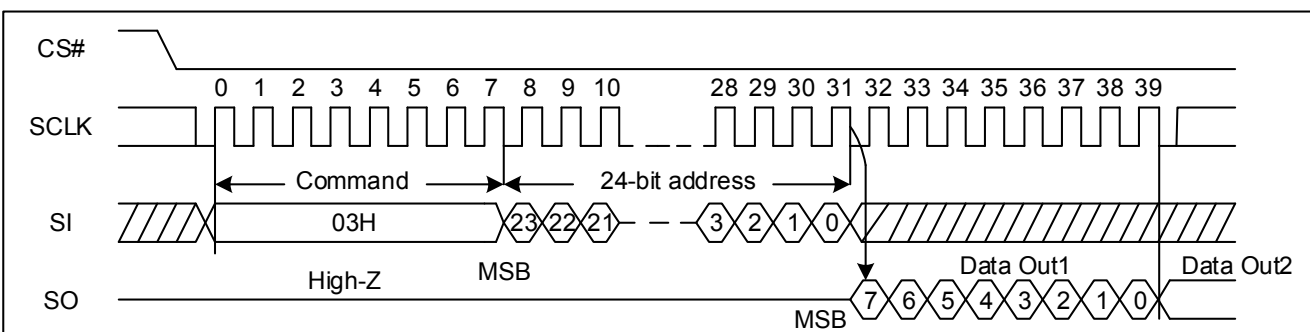 CS#
0 1 2 3 4 5 6 7 8 9 10 28 29 30 31 32 33 34 35 36 37 38 39
SCLK
Command 24-bit address
SI 03H 23 22 21 3 2 1 0
High-Z MSB Data Out1 Data Out2
SO 7 6 5 4 3 2 1 0
MSB